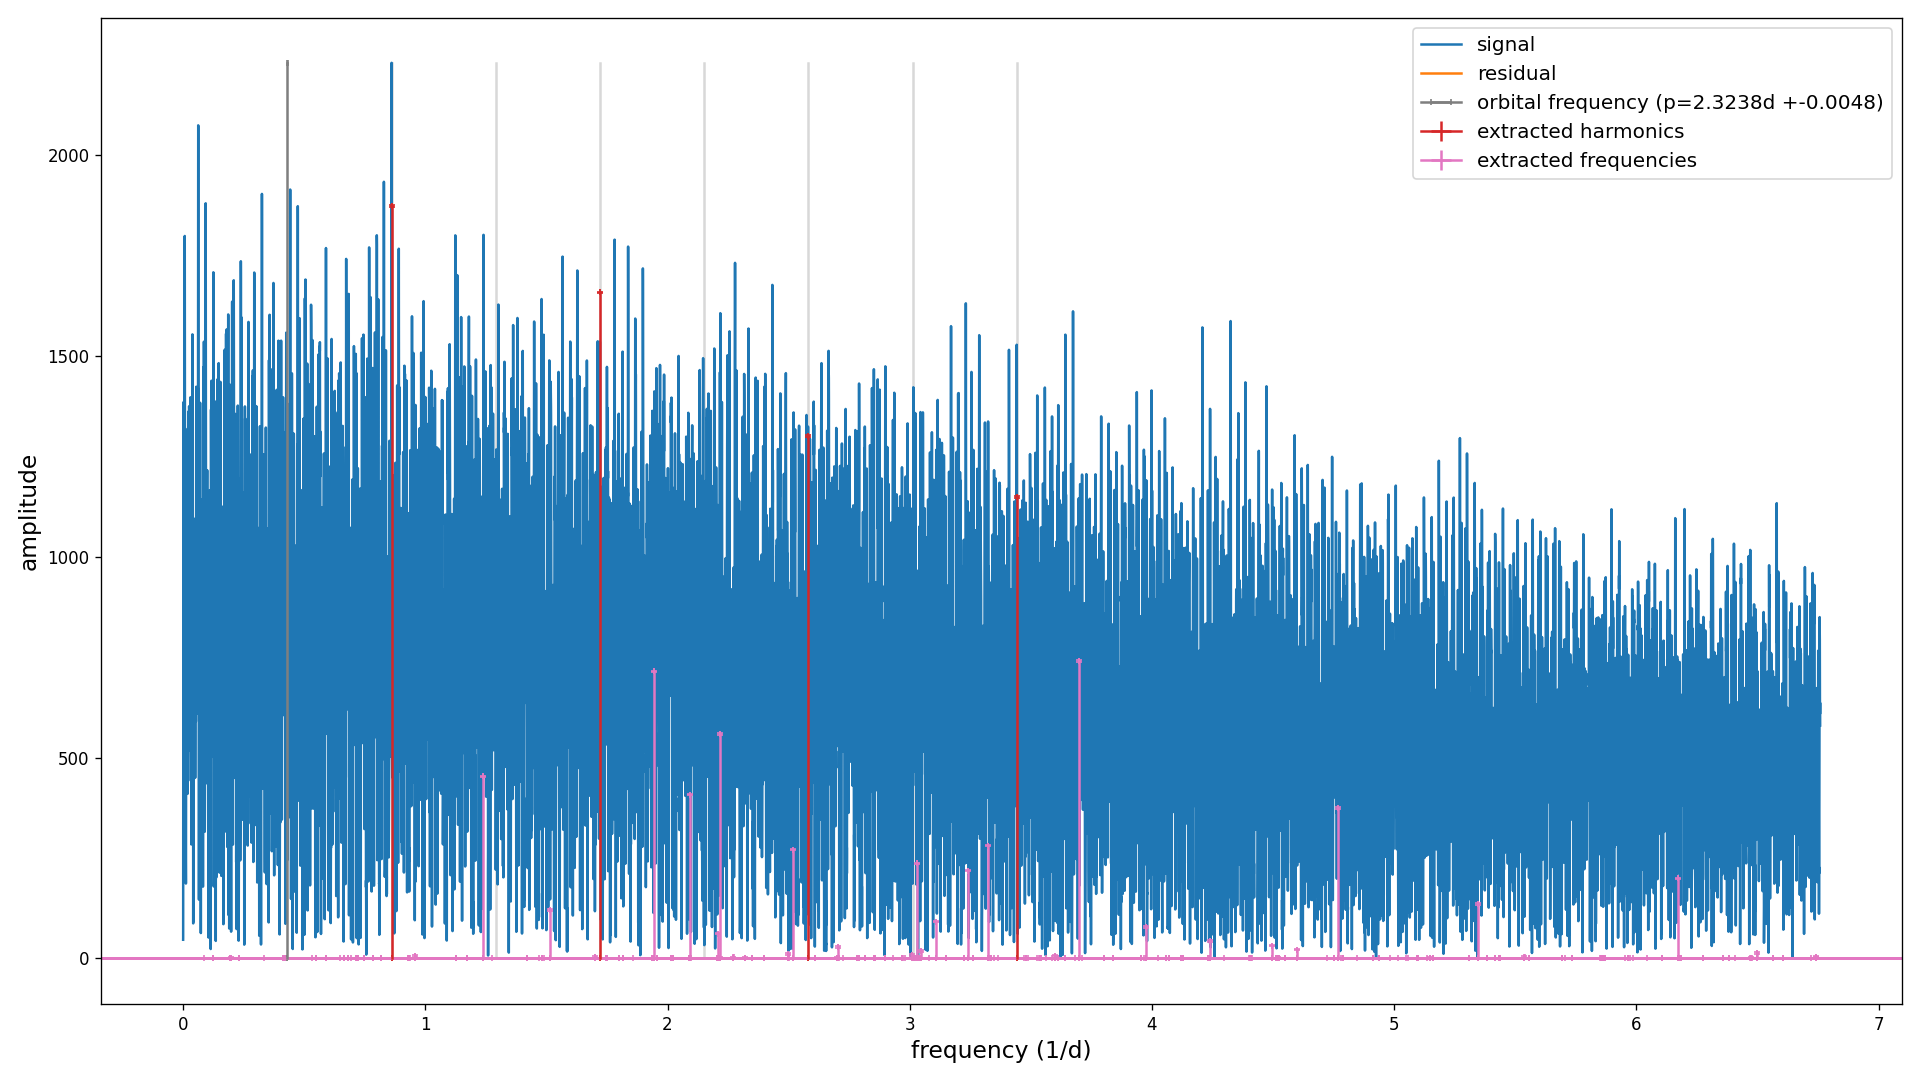 signal
residual
orbital frequency (p=2.3238d +-0.0048)
extracted harmonics
extracted frequencies
amplitude
2000
1500
1000
500
0
0 1 2 3 4 5 6 7
frequency (1/d)